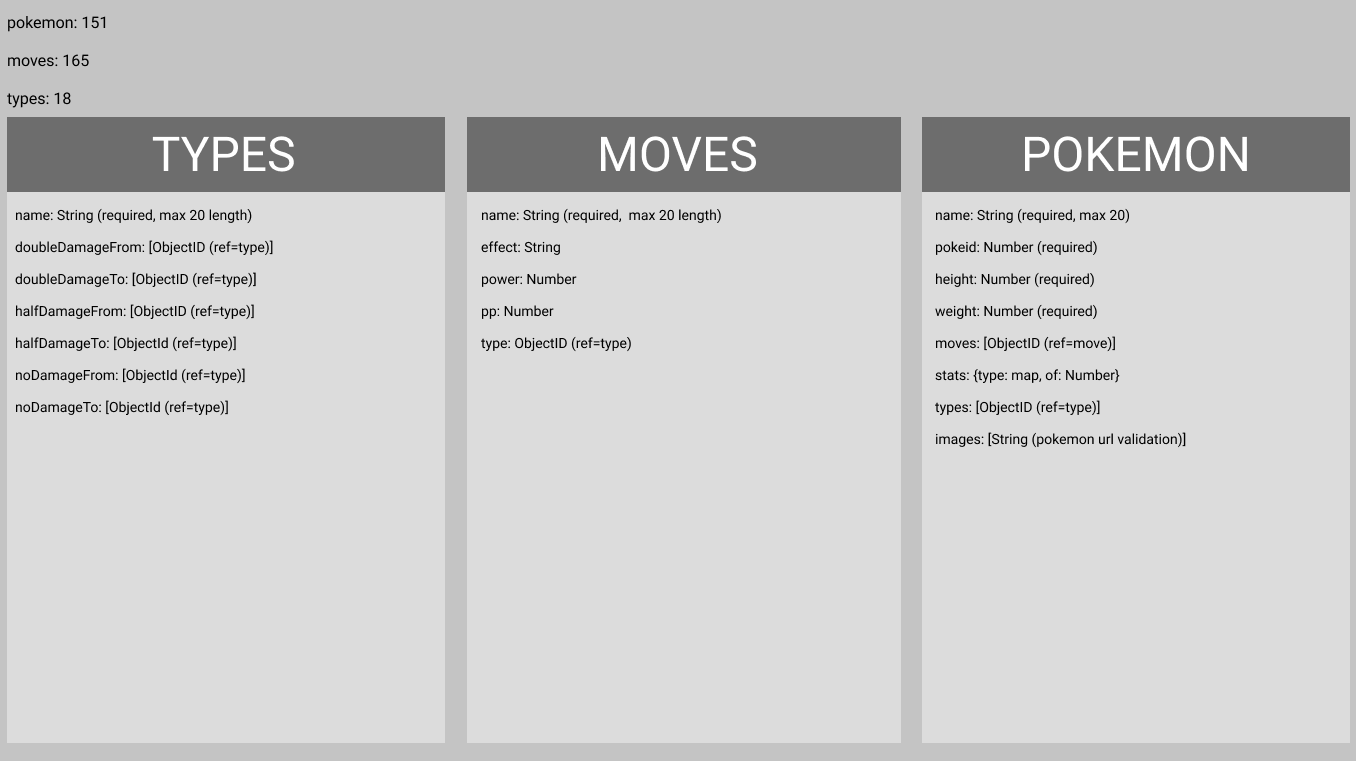 pokemon: 151
moves: 165
types: 18
TYPES
name: String (required, max 20 length)
doubleDamageFrom: [ObjectID (ref=type)]
doubleDamageTo: [ObjectID (ref=type)]
halfDamageFrom: [ObjectID (ref=type)]
halfDamageTo: [ObjectId (ref=type)]
noDamageFrom: [ObjectId (ref=type)]
noDamageTo: [ObjectId (ref=type)]
MOVES
name: String (required,  max 20 length)
effect: String
power: Number
pp: Number
type: ObjectID (ref=type)
POKEMON
name: String (required, max 20)
pokeid: Number (required)
height: Number (required)
weight: Number (required)
moves: [ObjectID (ref=move)]
stats: {type: map, of: Number}
types: [ObjectID (ref=type)]
images: [String (pokemon url validation)]